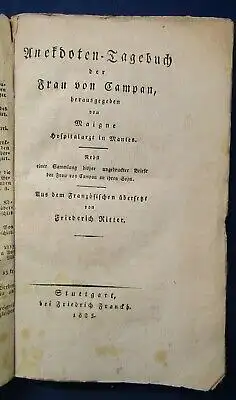 Anekdoten-Tagebuch
der
Frau von Campan,
herausgegeben
von
Maigne
Hospitalarzt in Mantes.
Nebst
einer Sammlung bisher ungedruckter Briefe
der Frau von Campan an ihren Sohn.
Aus dem Französischen übersetzt
von
Friederich Ritter.
Stuttgart,
bei Friedrich Franckh.
1825.